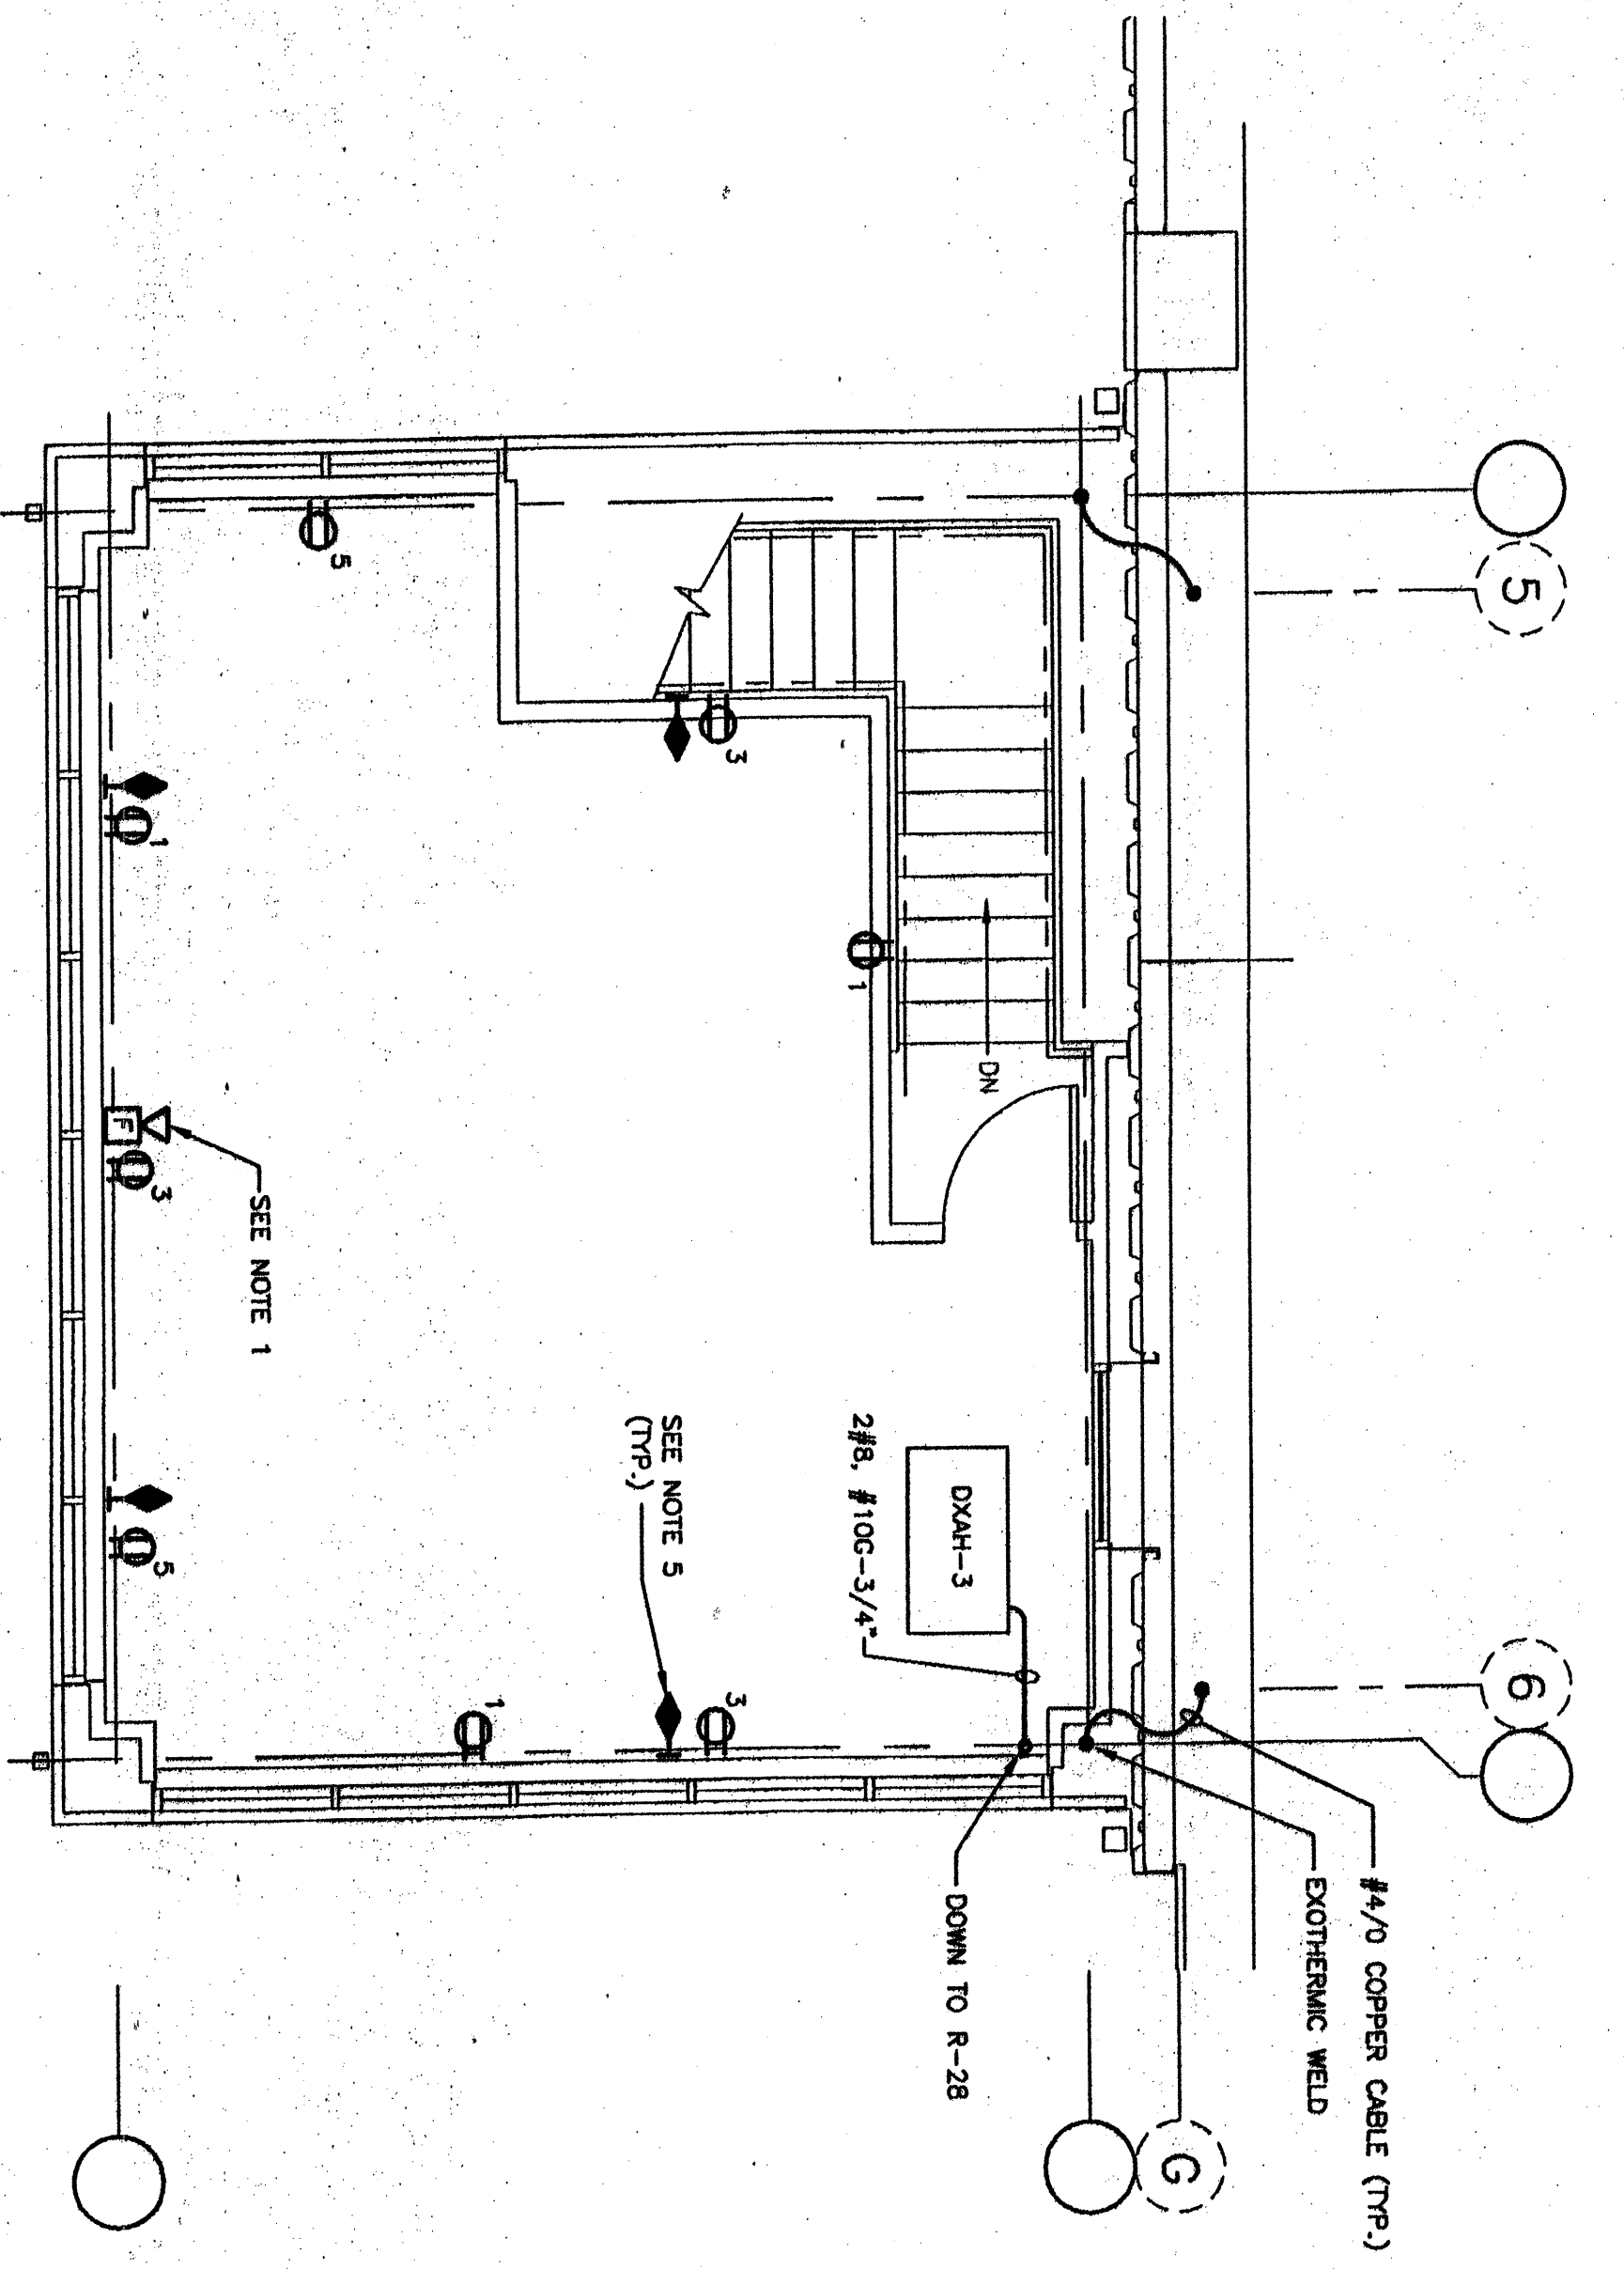 #4/0 COPPER CABLE (TYP.)
EXOTHERMIC WELD
5
6
G
DN
DXAH-3
2#8, #10G-3/4"
DOWN TO R-28
SEE NOTE 5
(TYP.)
SEE NOTE 1
F
5
3
1
1
3
5
1
3